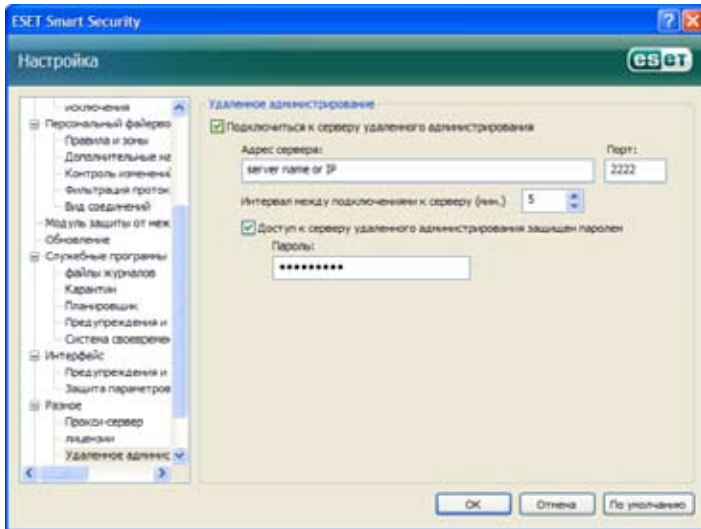 ESET Smart Security
Настройка
eset
исключения
Персональный файерво
Правила и зоны
Дополнительные на
Контроль изменений
Фильтрация проток
Вид соединений
Модуль защиты от неж
Обновление
Служебные программы
файлы журналов
Карантин
Планировщик
Предупреждения и
Система своевремен
Интерфейс
Предупреждения и
Защита параметров
Разное
Прокси-сервер
лицензии
Удаленное админис
Удаленное администрирование
Подключиться к серверу удаленного администрирования
Адрес сервера: Порт:
server name or IP 2222
Интервал между подключениями к серверу (мин.) 5
Доступ к серверу удаленного администрирования защищен паролем
Пароль:
•••••••••
OK Отмена По умолчанию